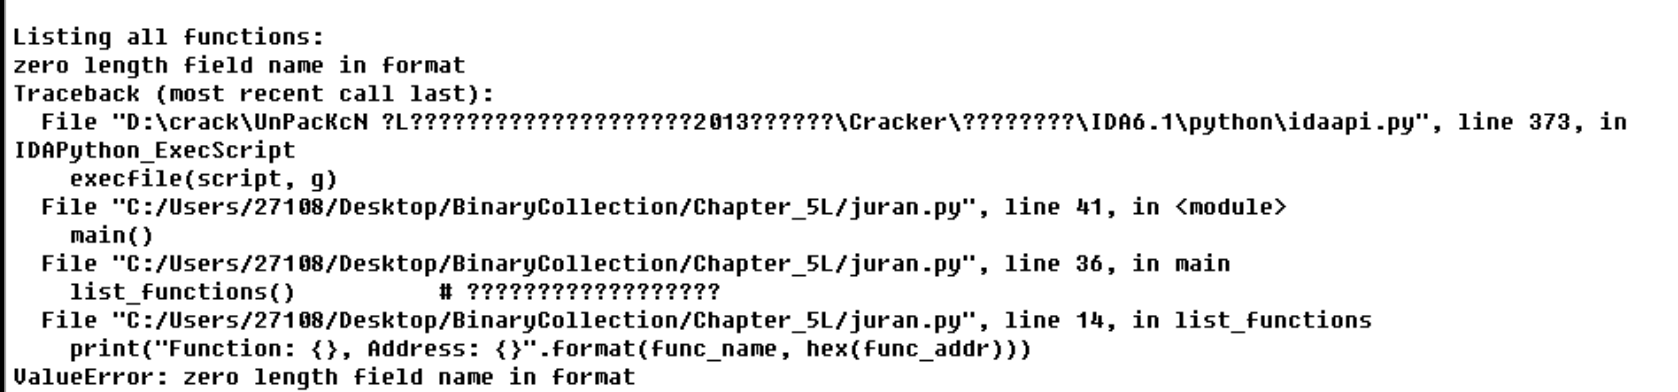 Listing all functions:
zero length field name in format
Traceback (most recent call last):
  File "D:\crack\UnPacKcN ?L????????????????????2013??????\Cracker\????????\IDA6.1\python\idaapi.py", line 373, in
IDAPython_ExecScript
    execfile(script, g)
  File "C:/Users/27108/Desktop/BinaryCollection/Chapter_5L/juran.py", line 41, in <module>
    main()
  File "C:/Users/27108/Desktop/BinaryCollection/Chapter_5L/juran.py", line 36, in main
    list_functions()          # ??????????????????
  File "C:/Users/27108/Desktop/BinaryCollection/Chapter_5L/juran.py", line 14, in list_functions
    print("Function: {}, Address: {}".format(func_name, hex(func_addr)))
ValueError: zero length field name in format